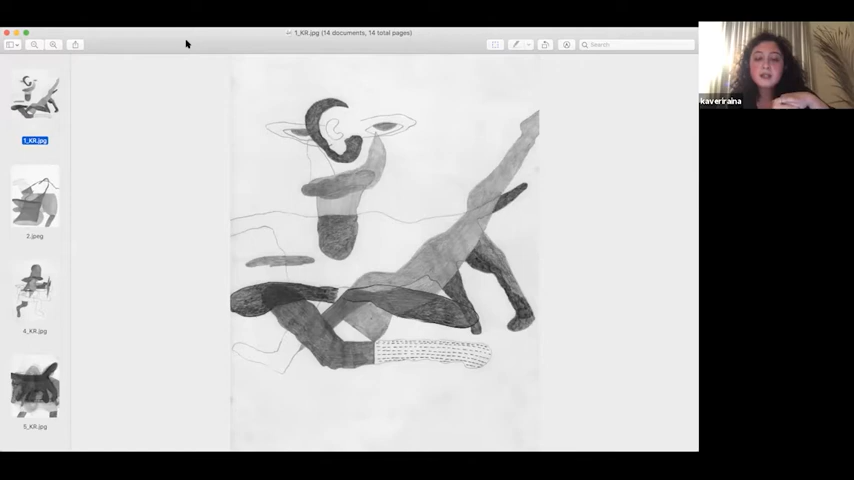 1_KR.jpg (14 documents, 14 total pages)
Search
1_KR.jpg
2.jpeg
4_KR.jpg
5_KR.jpg
kaveriraina